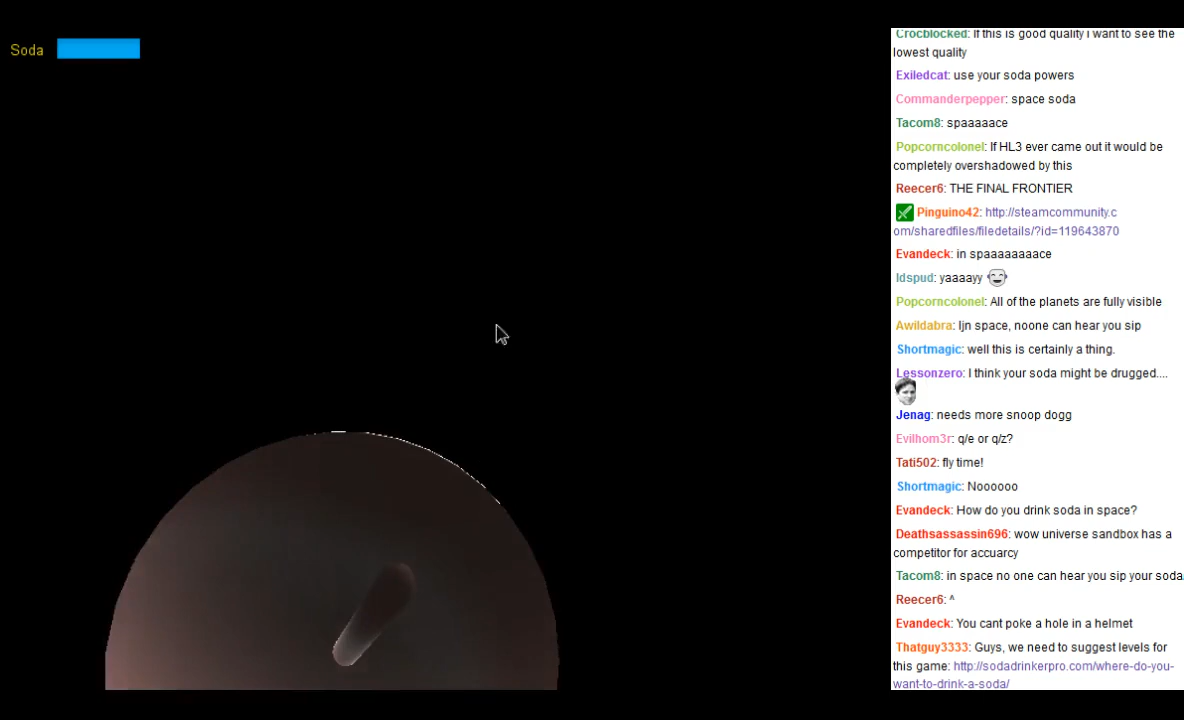 Soda
Crocblocked: If this is good quality i want to see the
lowest quality
Exiledcat: use your soda powers
Commanderpepper: space soda
Tacom8: spaaaaace
Popcorncolonel: If HL3 ever came out it would be
completely overshadowed by this
Reecer6: THE FINAL FRONTIER
Pinguino42: http://steamcommunity.c
om/sharedfiles/filedetails/?id=119643870
Evandeck: in spaaaaaaaace
Idspud: yaaaayy
Popcorncolonel: All of the planets are fully visible
Awildabra: Ijn space, noone can hear you sip
Shortmagic: well this is certainly a thing.
Lessonzero: I think your soda might be drugged....
Jenag: needs more snoop dogg
Evilhom3r: q/e or q/z?
Tati502: fly time!
Shortmagic: Noooooo
Evandeck: How do you drink soda in space?
Deathsassassin696: wow universe sandbox has a
competitor for accuarcy
Tacom8: in space no one can hear you sip your soda
Reecer6: ^
Evandeck: You cant poke a hole in a helmet
Thatguy3333: Guys, we need to suggest levels for
this game: http://sodadrinkerpro.com/where-do-you-
want-to-drink-a-soda/